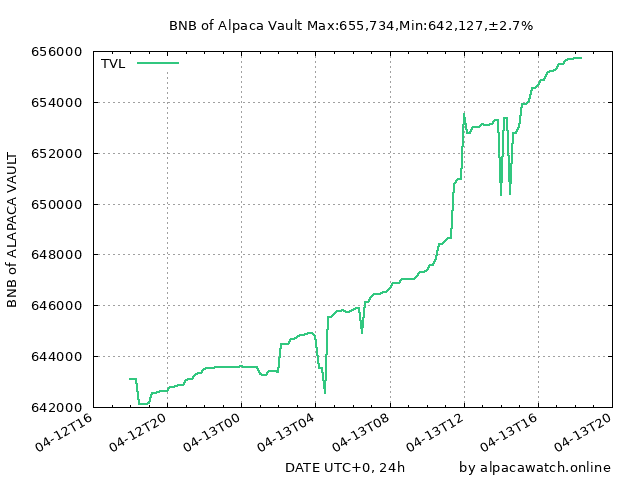 BNB of Alpaca Vault Max:655,734,Min:642,127,±2.7%
656000
TVL
654000
652000
650000
648000
646000
644000
642000
BNB of ALAPACA VAULT
04-12T16
04-12T20
04-13T00
04-13T04
04-13T08
04-13T12
04-13T16
04-13T20
DATE UTC+0, 24h
by alpacawatch.online